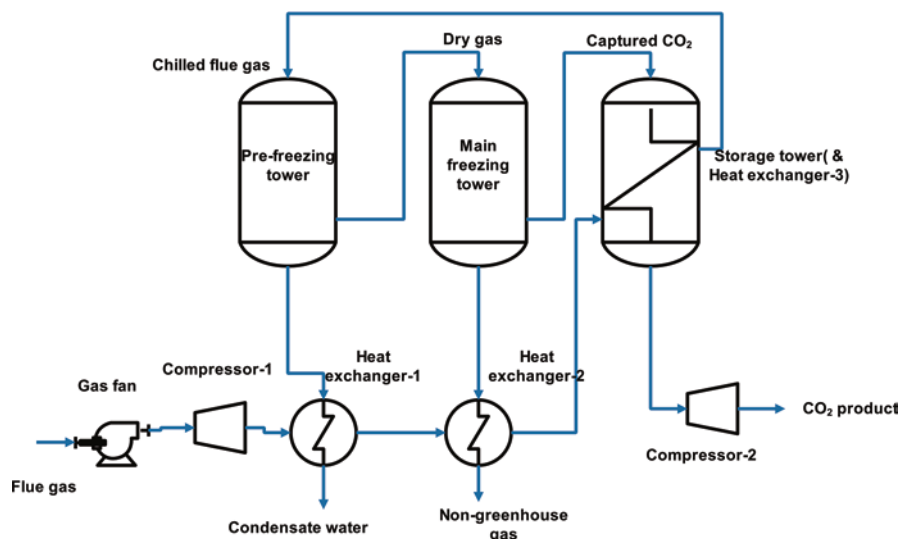 Dry gas
Captured CO₂
Chilled flue gas
Pre-freezing
tower
Main
freezing
tower
Storage tower( &
Heat exchanger-3)
Compressor-1
Heat
exchanger-1
Heat
exchanger-2
Gas fan
CO₂ product
Compressor-2
Flue gas
Condensate water
Non-greenhouse
gas